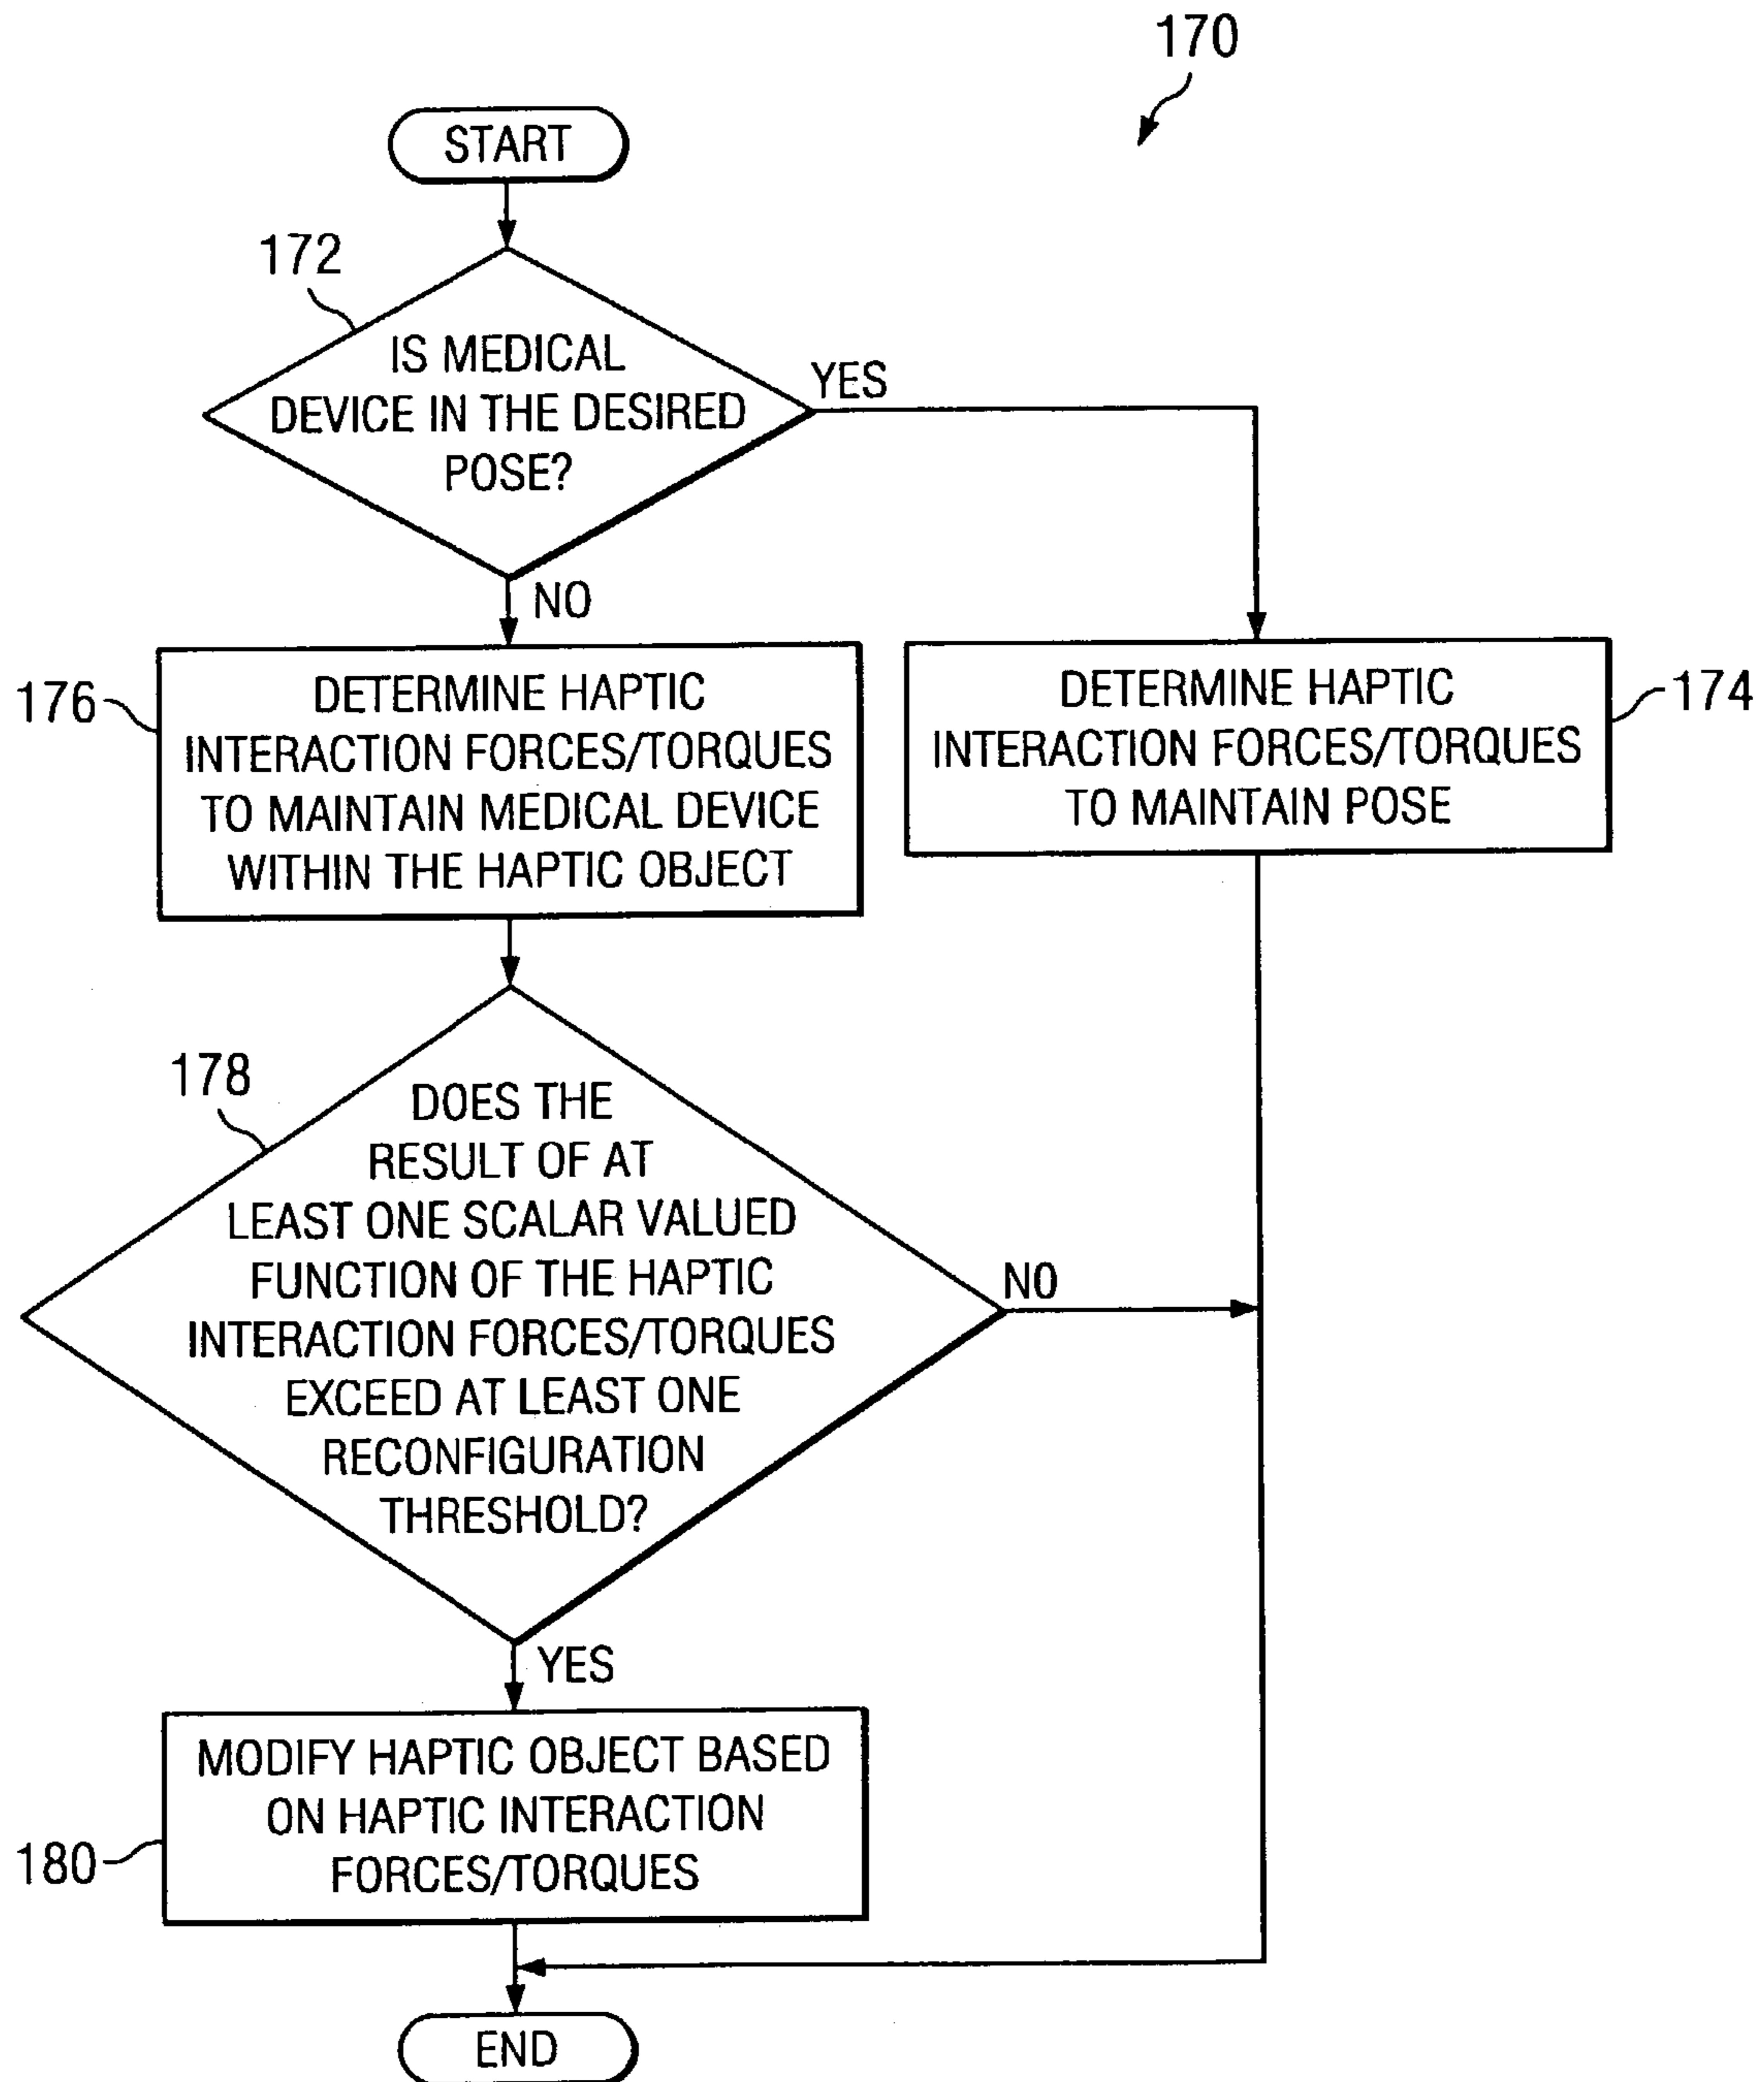 170
START
172
IS MEDICAL
DEVICE IN THE DESIRED
POSE?
YES
NO
176
DETERMINE HAPTIC
INTERACTION FORCES/TORQUES
TO MAINTAIN MEDICAL DEVICE
WITHIN THE HAPTIC OBJECT
DETERMINE HAPTIC
INTERACTION FORCES/TORQUES
TO MAINTAIN POSE
174
178
DOES THE
RESULT OF AT
LEAST ONE SCALAR VALUED
FUNCTION OF THE HAPTIC
INTERACTION FORCES/TORQUES
EXCEED AT LEAST ONE
RECONFIGURATION
THRESHOLD?
NO
YES
MODIFY HAPTIC OBJECT BASED
ON HAPTIC INTERACTION
FORCES/TORQUES
180
END